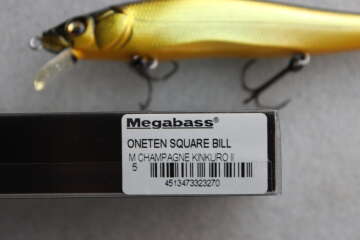 Megabass®
ONETEN SQUARE BILL
M CHAMPAGNE KINKURO II
5
4513473323270